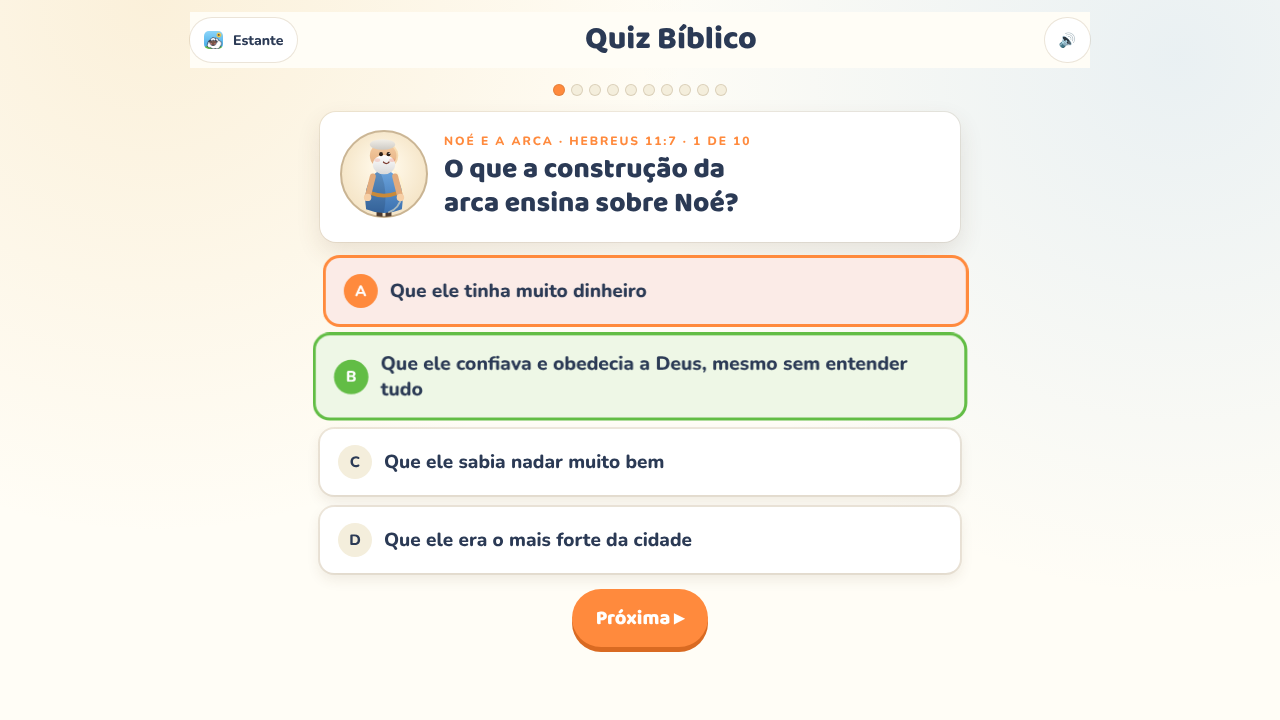 Estante
Quiz Bíblico
NOÉ E A ARCA · HEBREUS 11:7 · 1 DE 10
O que a construção da
arca ensina sobre Noé?
A Que ele tinha muito dinheiro
B Que ele confiava e obedecia a Deus, mesmo sem entender
tudo
C Que ele sabia nadar muito bem
D Que ele era o mais forte da cidade
Próxima ▸